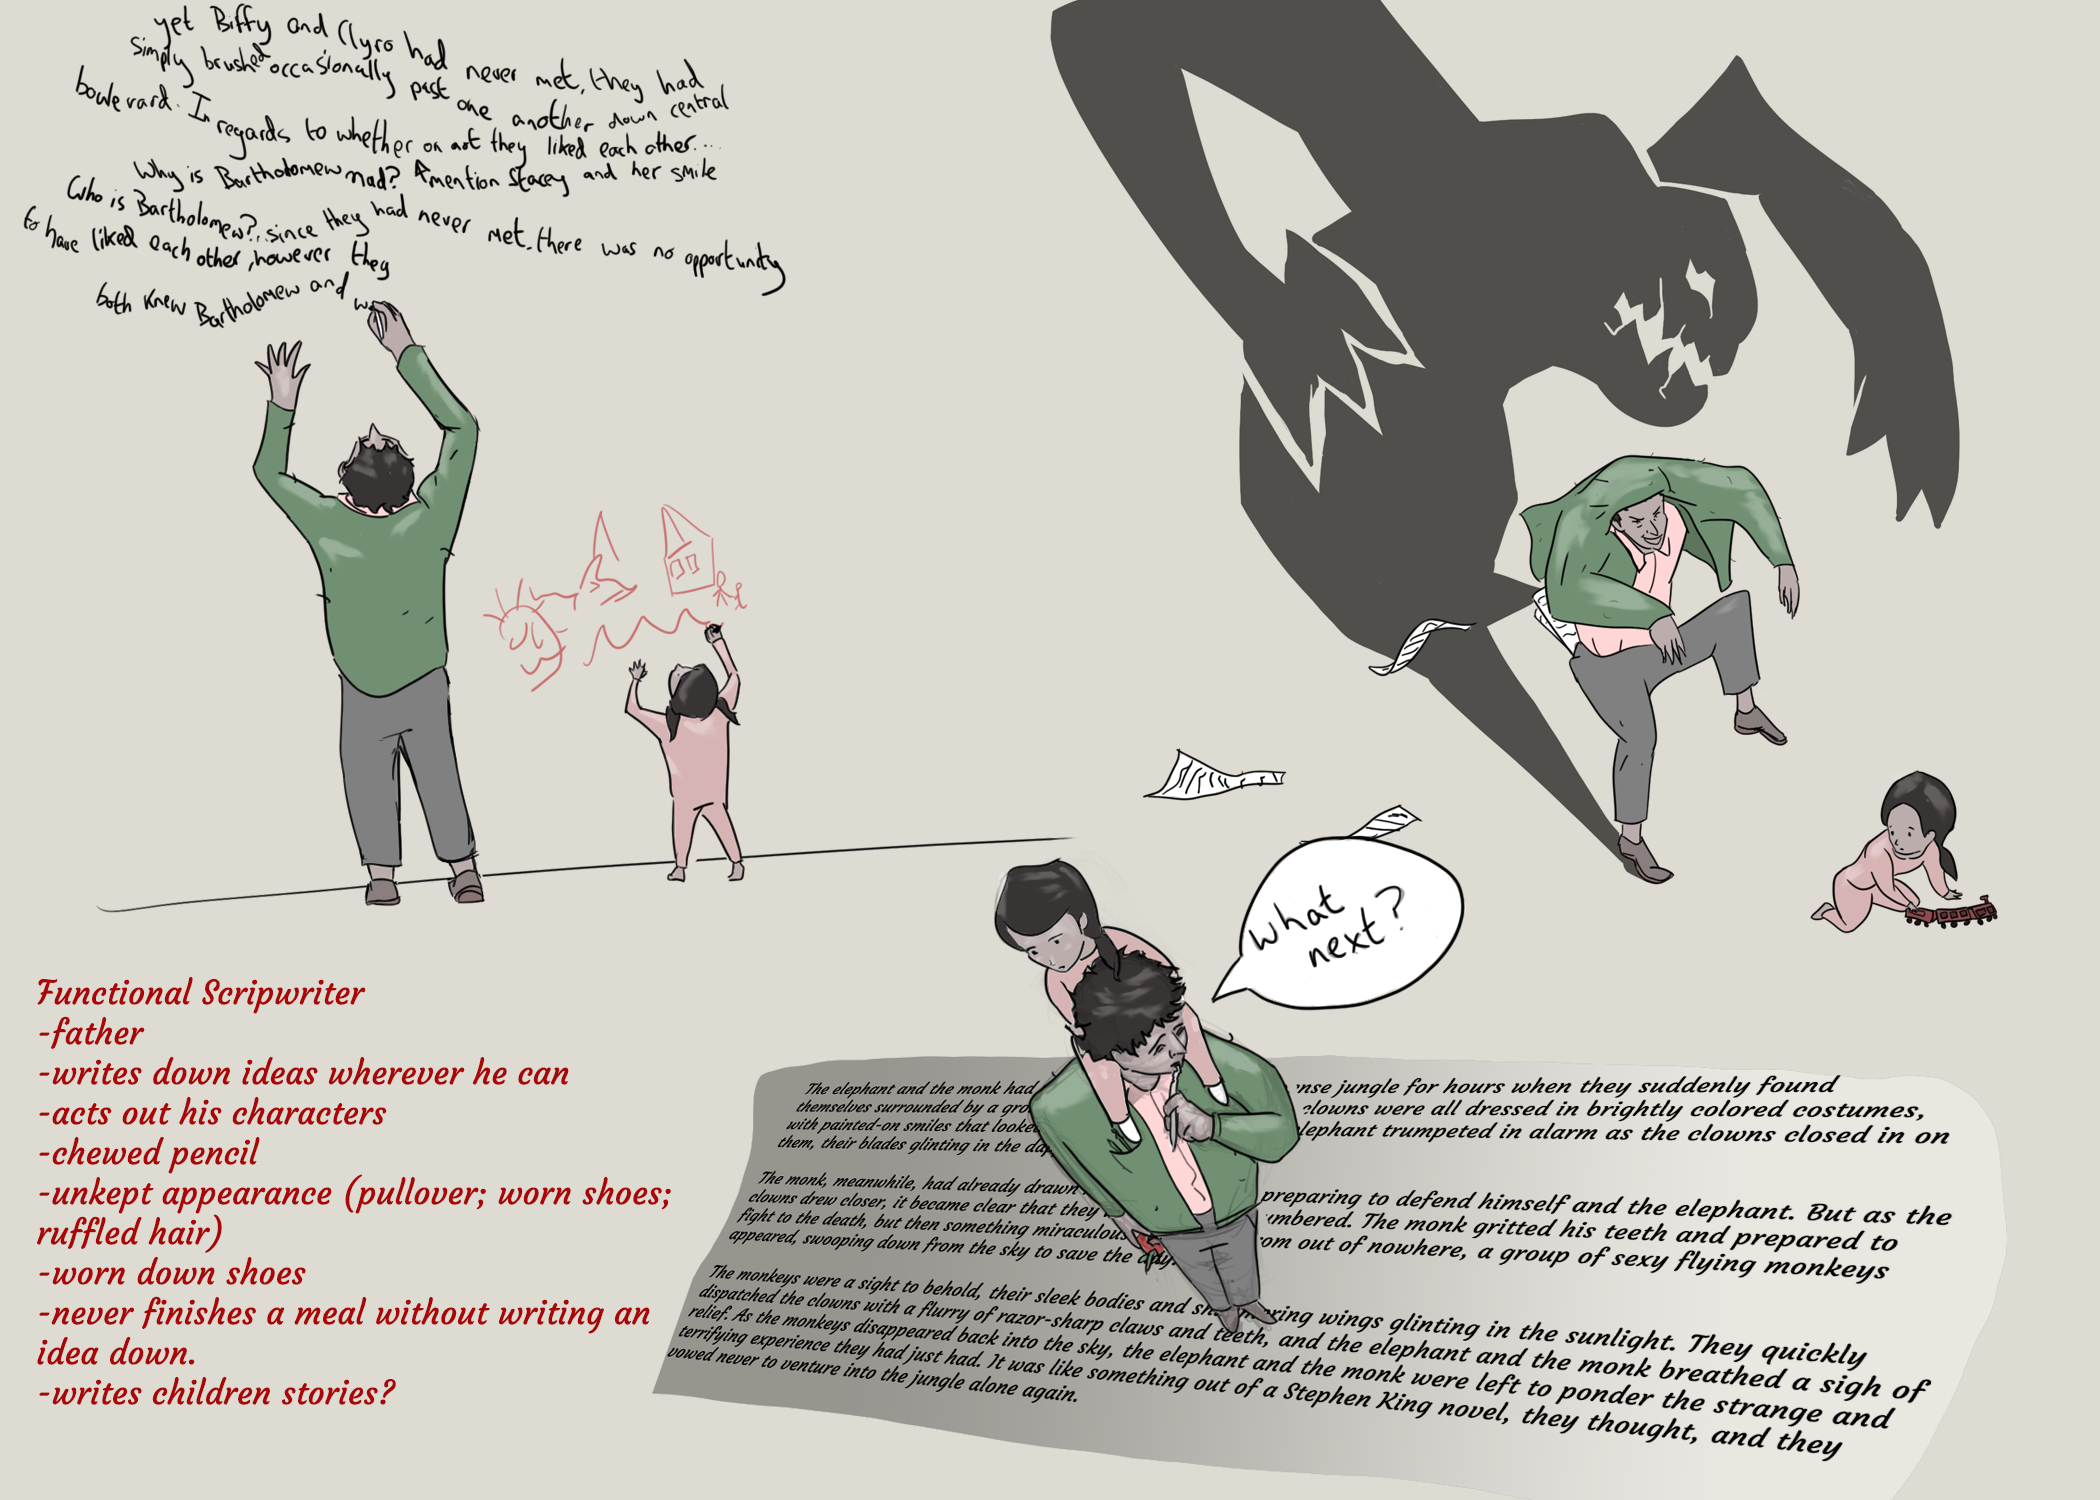 yet Biffy and Clyro had never met, they had
simply brushed occasionally past one another down central
boulevard. In regards to whether or not they liked each other....
Why is Bartholomew mad? mention Stacey and her smile
Who is Bartholomew?..since they had never met, there was no opportunity
to have liked each other, however they
both knew Bartholomew and w
what
next?
Functional Scripwriter
-father
-writes down ideas wherever he can
-acts out his characters
-chewed pencil
-unkept appearance (pullover; worn shoes;
ruffled hair)
-worn down shoes
-never finishes a meal without writing an
idea down.
-writes children stories?
The elephant and the monk had nse jungle for hours when they suddenly found
themselves surrounded by a gro clowns were all dressed in brightly colored costumes,
with painted-on smiles that looke lephant trumpeted in alarm as the clowns closed in on
them, their blades glinting in the dap
The monk, meanwhile, had already drawn preparing to defend himself and the elephant. But as the
clowns drew closer, it became clear that they umbered. The monk gritted his teeth and prepared to
fight to the death, but then something miraculou om out of nowhere, a group of sexy flying monkeys
appeared, swooping down from the sky to save the day.
The monkeys were a sight to behold, their sleek bodies and sh ering wings glinting in the sunlight. They quickly
dispatched the clowns with a flurry of razor-sharp claws and teeth, and the elephant and the monk breathed a sigh of
relief. As the monkeys disappeared back into the sky, the elephant and the monk were left to ponder the strange and
terrifying experience they had just had. It was like something out of a Stephen King novel, they thought, and they
vowed never to venture into the jungle alone again.